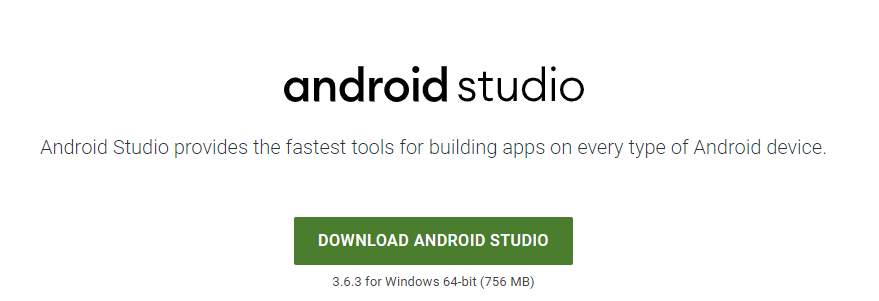 android studio
Android Studio provides the fastest tools for building apps on every type of Android device.
DOWNLOAD ANDROID STUDIO
3.6.3 for Windows 64-bit (756 MB)